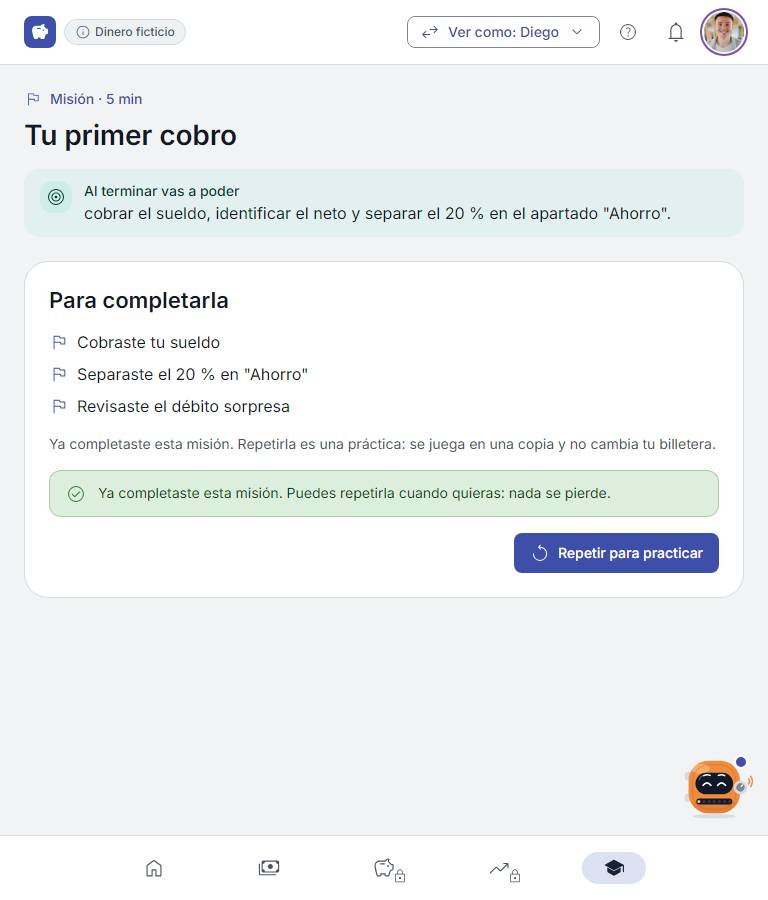 Dinero ficticio
Ver como: Diego
Misión · 5 min
Tu primer cobro
Al terminar vas a poder
cobrar el sueldo, identificar el neto y separar el 20 % en el apartado "Ahorro".
Para completarla
Cobraste tu sueldo
Separaste el 20 % en "Ahorro"
Revisaste el débito sorpresa
Ya completaste esta misión. Repetirla es una práctica: se juega en una copia y no cambia tu billetera.
Ya completaste esta misión. Puedes repetirla cuando quieras: nada se pierde.
Repetir para practicar